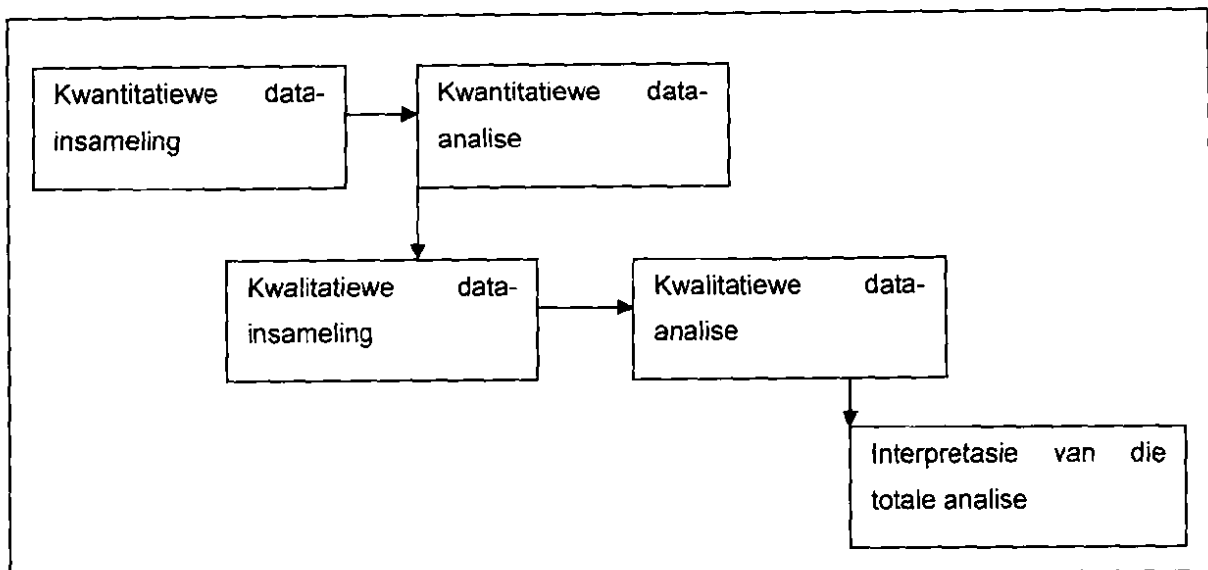 Kwantitatiewe data-
insameling
Kwantitatiewe data-
analise
Kwalitatiewe data-
insameling
Kwalitatiewe data-
analise
Interpretasie van die
totale analise